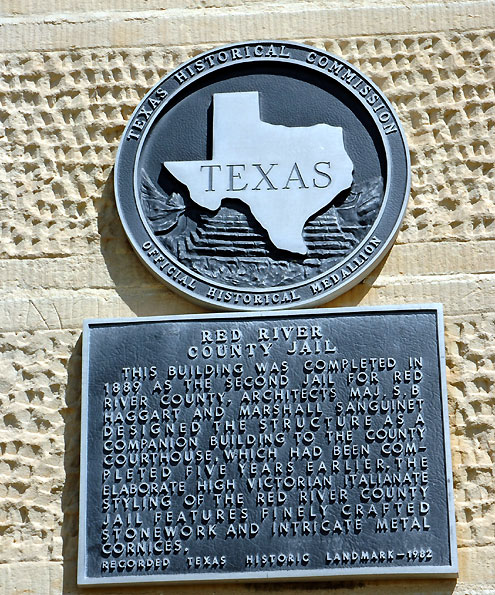 TEXAS HISTORICAL COMMISSION
TEXAS
OFFICIAL HISTORICAL MEDALLION
RED RIVER
COUNTY JAIL
THIS BUILDING WAS COMPLETED IN
1889 AS THE SECOND JAIL FOR RED
RIVER COUNTY. ARCHITECTS MAJ. S.B.
HAGGART AND MARSHALL SANGUINET
DESIGNED THE STRUCTURE AS A
COMPANION BUILDING TO THE COUNTY
COURTHOUSE, WHICH HAD BEEN COM-
PLETED FIVE YEARS EARLIER. THE
ELABORATE HIGH VICTORIAN ITALIANATE
STYLING OF THE RED RIVER COUNTY
JAIL FEATURES FINELY CRAFTED
STONEWORK AND INTRICATE METAL
CORNICES.
RECORDED TEXAS HISTORIC LANDMARK-1982